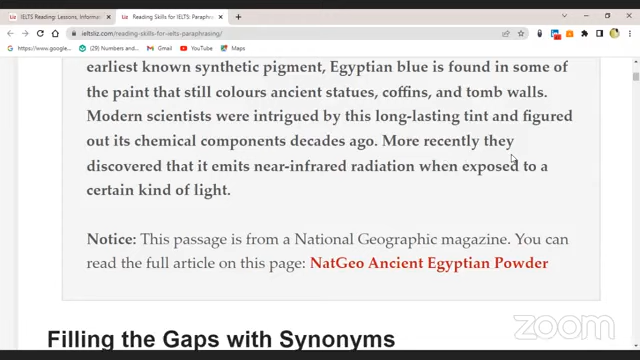 IELTS Reading: Lessons, Informat
Reading Skills for IELTS: Paraphr
ieltsliz.com/reading-skills-for-ielts-paraphrasing/
https://www.google...
(29) Numbers and...
Gmail
YouTube
Maps
earliest known synthetic pigment, Egyptian blue is found in some of
the paint that still colours ancient statues, coffins, and tomb walls.
Modern scientists were intrigued by this long-lasting tint and figured
out its chemical components decades ago. More recently they
discovered that it emits near-infrared radiation when exposed to a
certain kind of light.
Notice: This passage is from a National Geographic magazine. You can
read the full article on this page: NatGeo Ancient Egyptian Powder
Filling the Gaps with Synonyms
zoom